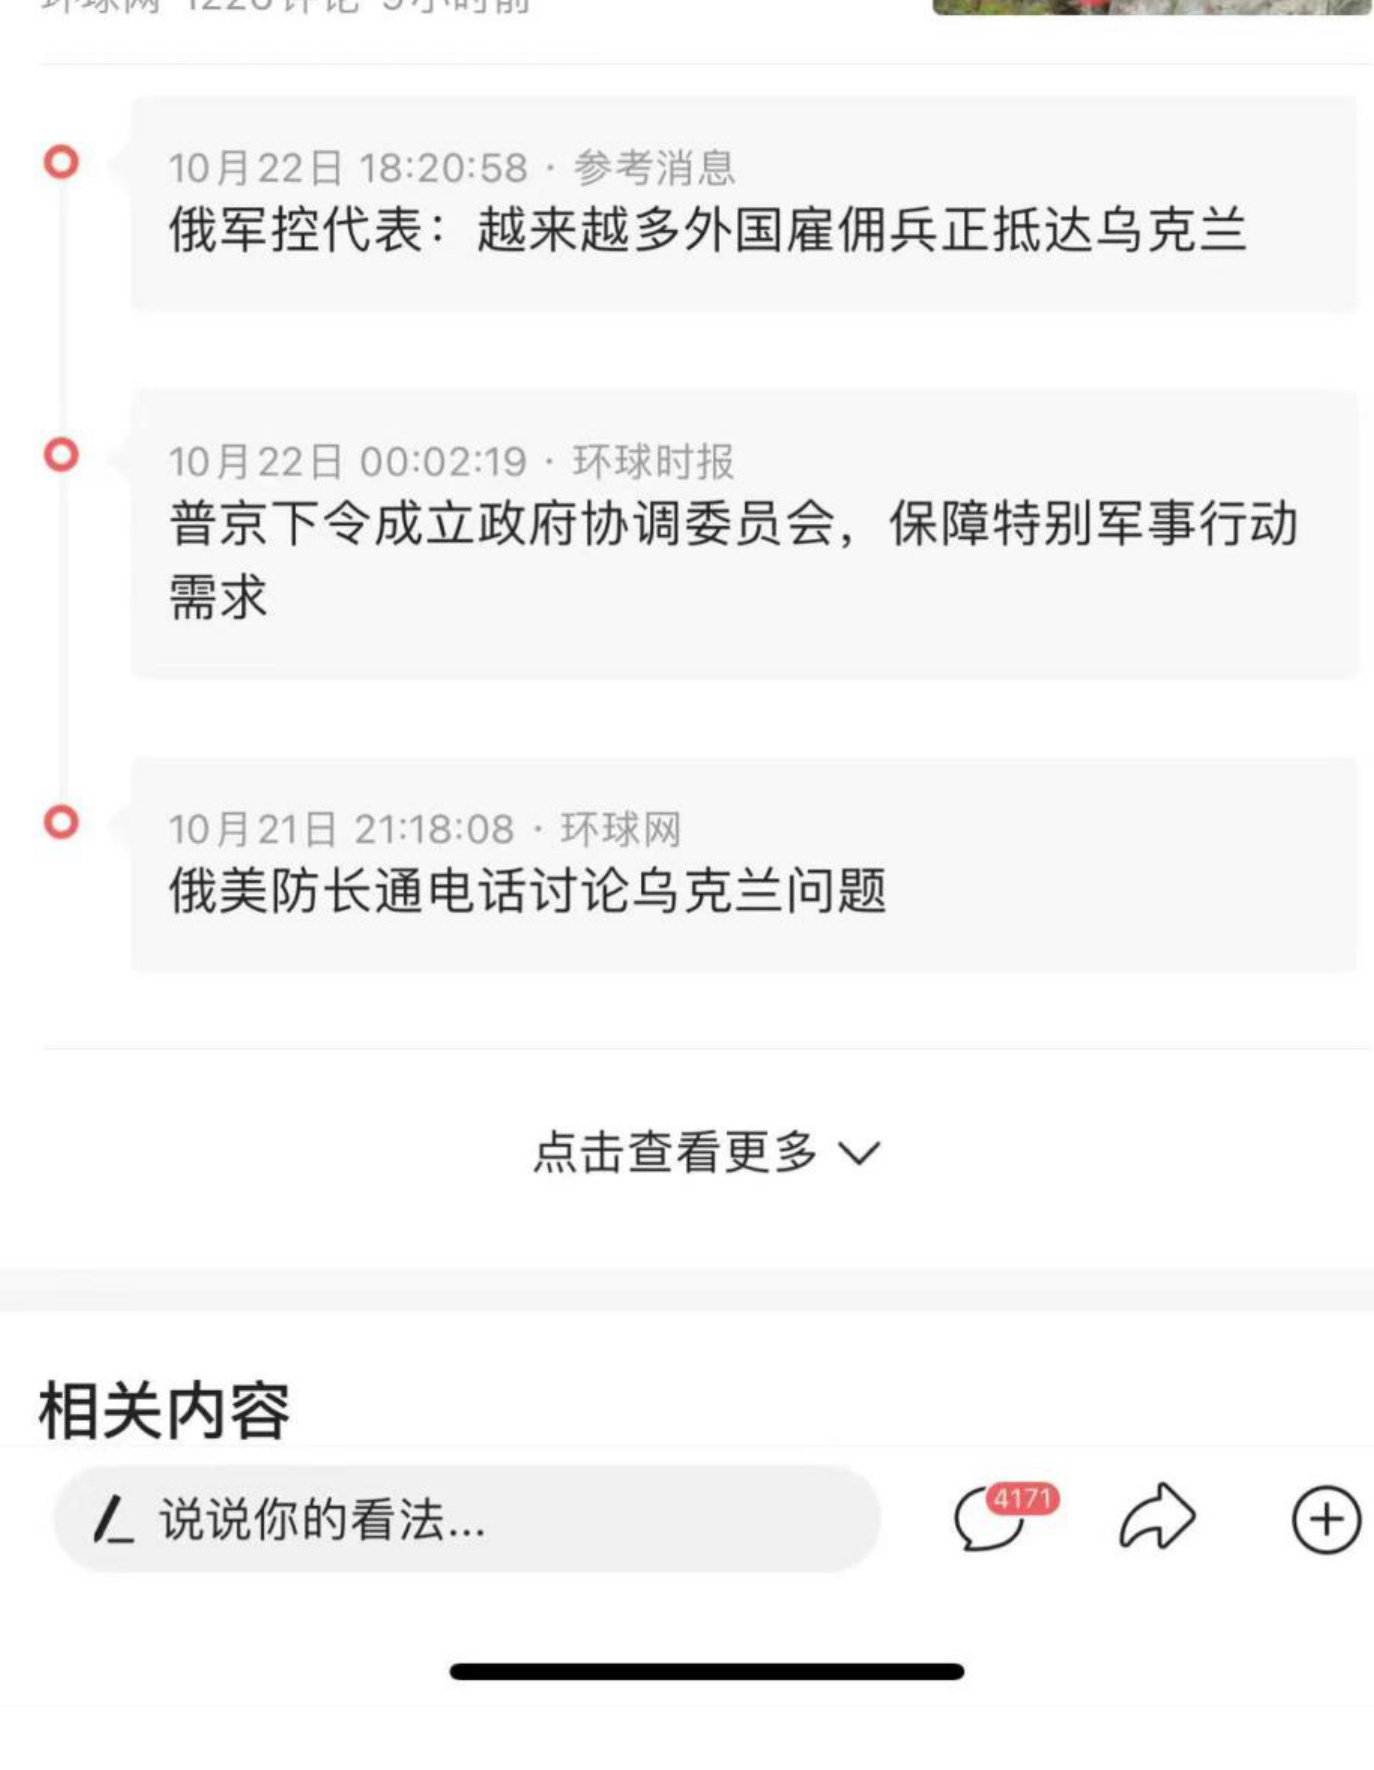 10月22日 18:20:58 · 参考消息
俄军控代表：越来越多外国雇佣兵正抵达乌克兰
10月22日 00:02:19 · 环球时报
普京下令成立政府协调委员会，保障特别军事行动
需求
10月21日 21:18:08 · 环球网
俄美防长通电话讨论乌克兰问题
点击查看更多
相关内容
说说你的看法...
4171